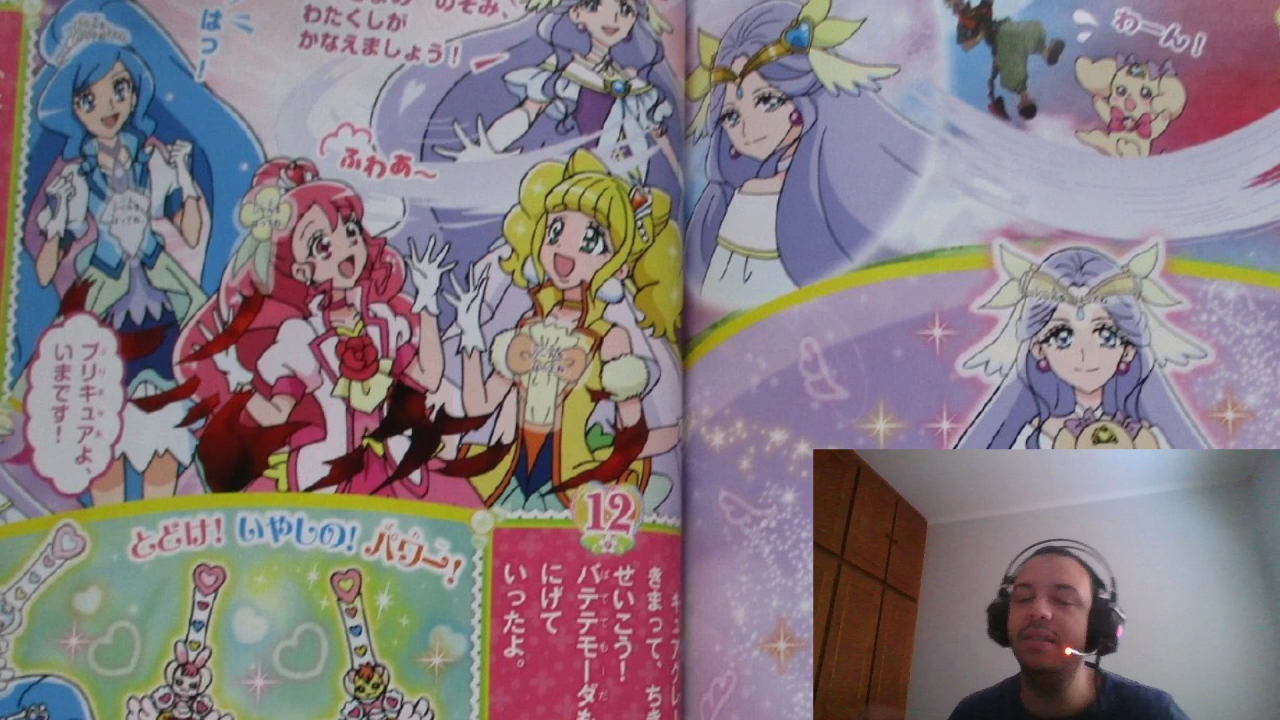 はっ!
のぞみ、
わたくしが
かなえましょう!
わーん!
ふわあ~
プリキュアよ、
いまです!
とどけ! いやしの! パワー!
12
きまって、
せいこう!
バテテモーダ
にげて
いったよ。